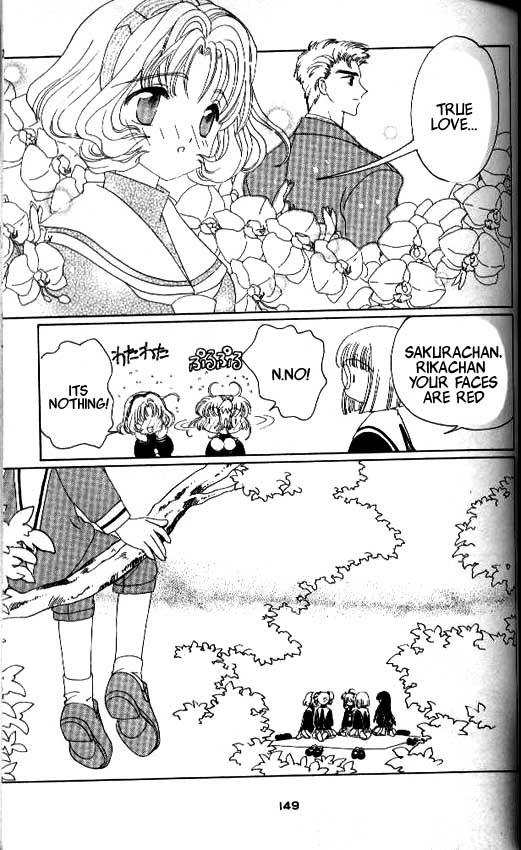 TRUE
LOVE...
SAKURACHAN.
RIKACHAN
YOUR FACES
ARE RED
N.NO!
ぷるぷる
わたわた
ITS
NOTHING!
149